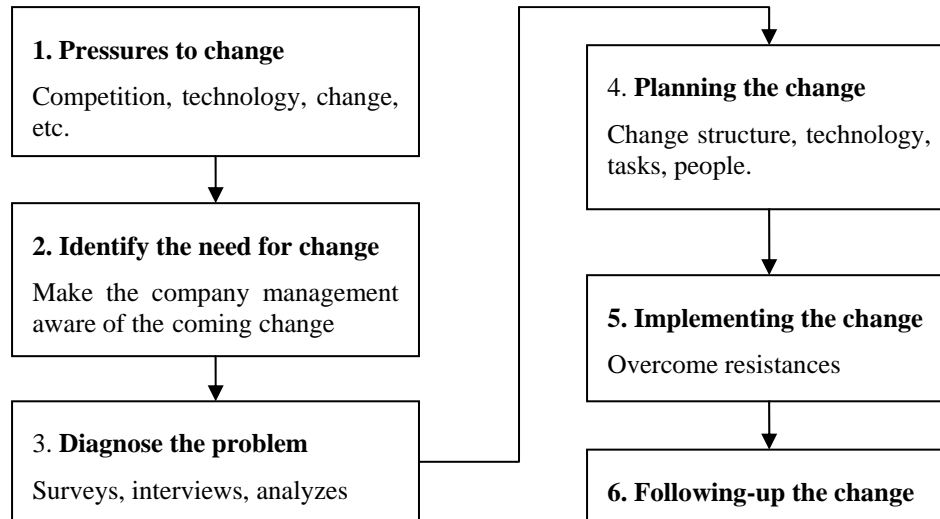 1. Pressures to change
Competition, technology, change,
etc.
2. Identify the need for change
Make the company management
aware of the coming change
3. Diagnose the problem
Surveys, interviews, analyzes
4. Planning the change
Change structure, technology,
tasks, people.
5. Implementing the change
Overcome resistances
6. Following-up the change